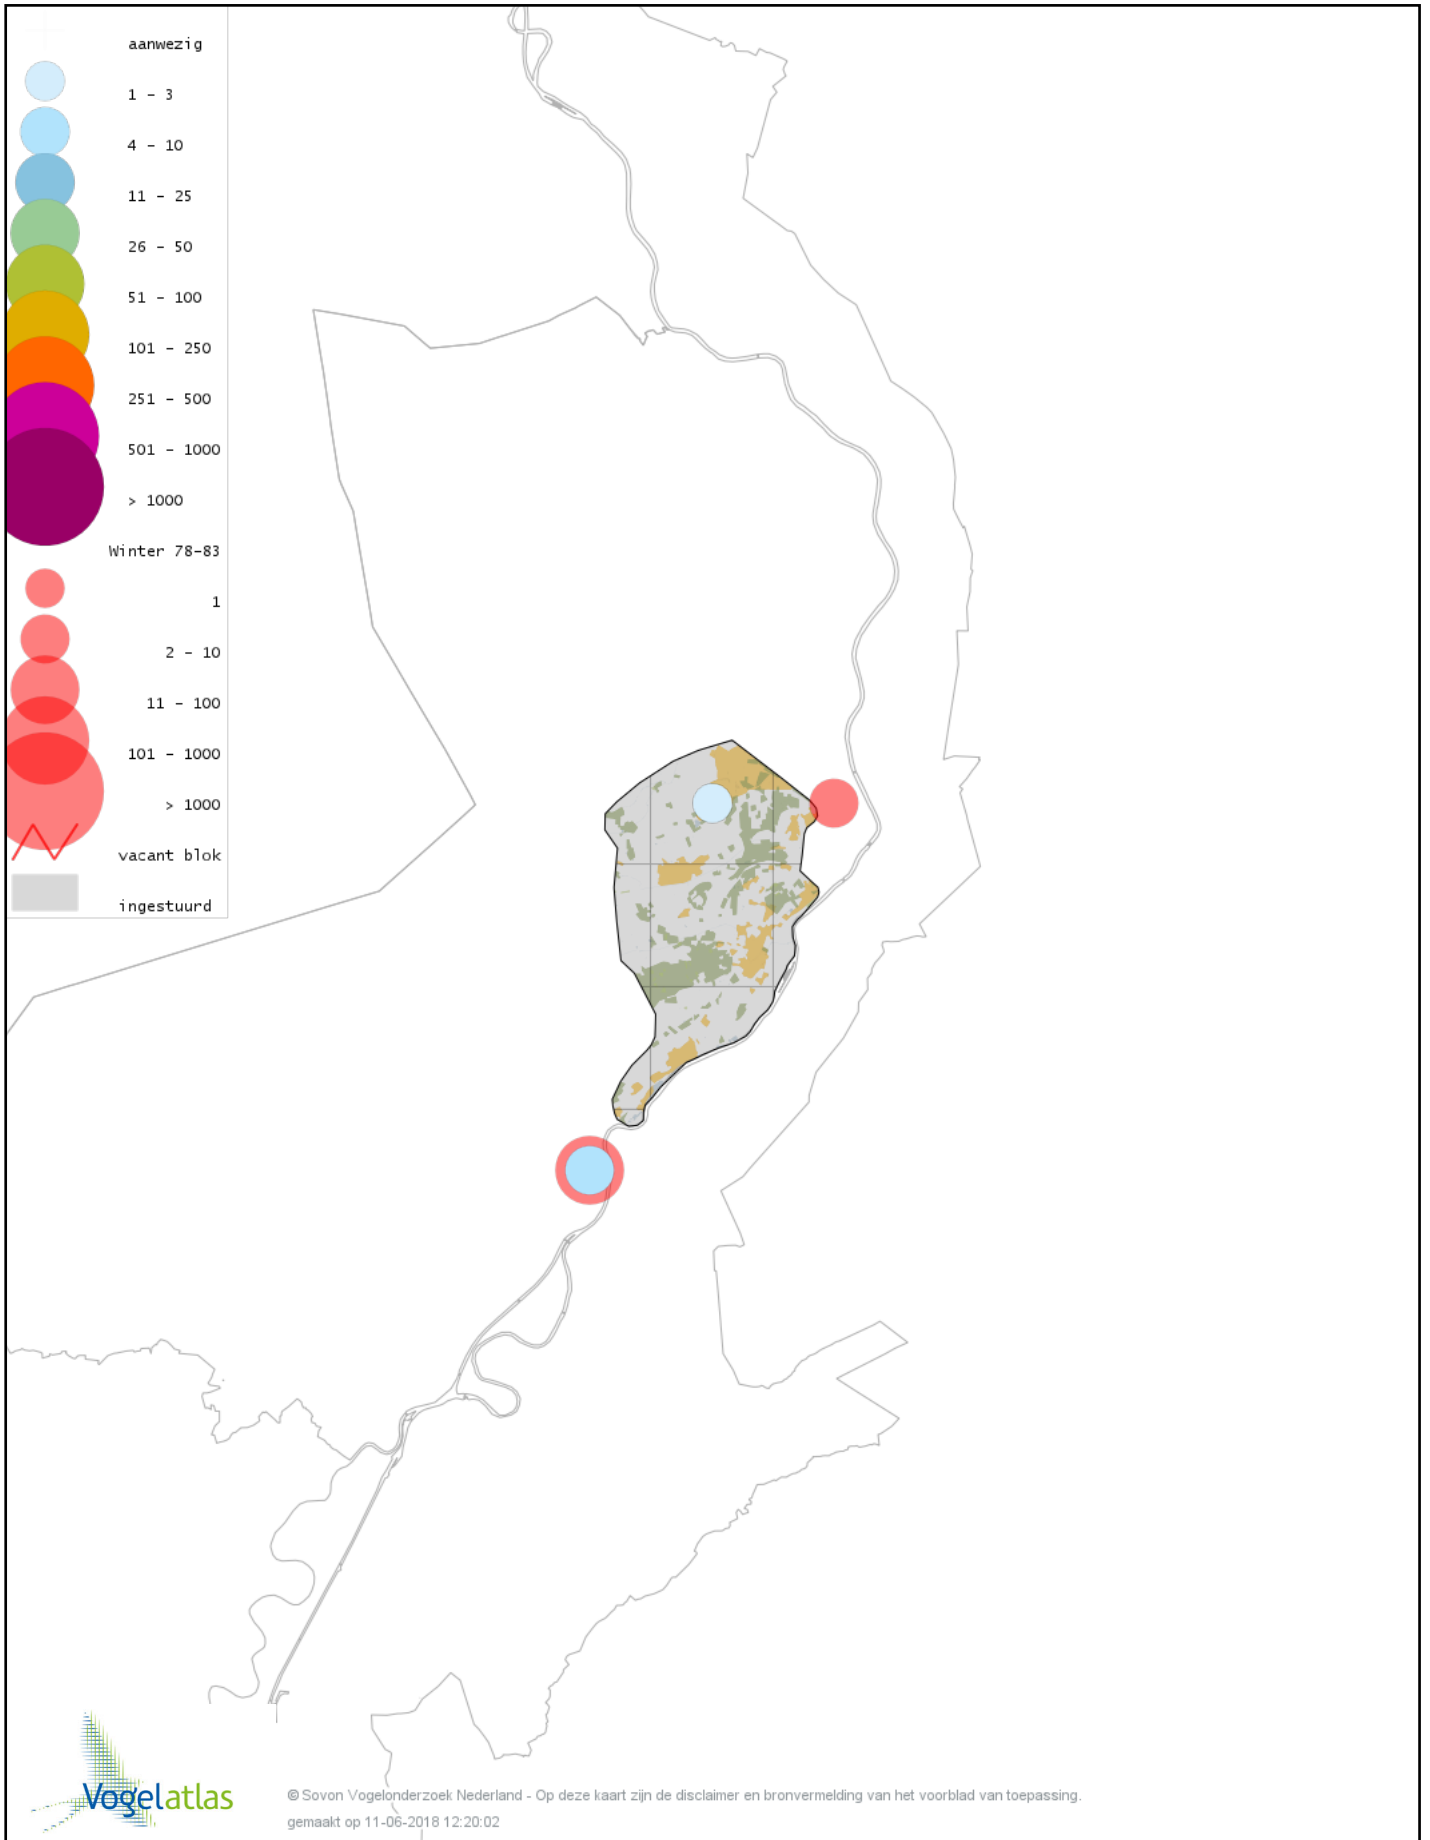 aanwezig
1 - 3
4 - 10
11 - 25
26 - 50
51 - 100
101 - 250
251 - 500
501 - 1000
> 1000
Winter 78-83
1
2 - 10
11 - 100
101 - 1000
> 1000
vacant blok
ingestuurd
Vogelatlas
© Sovon Vogelonderzoek Nederland - Op deze kaart zijn de disclaimer en bronvermelding van het voorblad van toepassing.
gemaakt op 11-06-2018 12:20:02